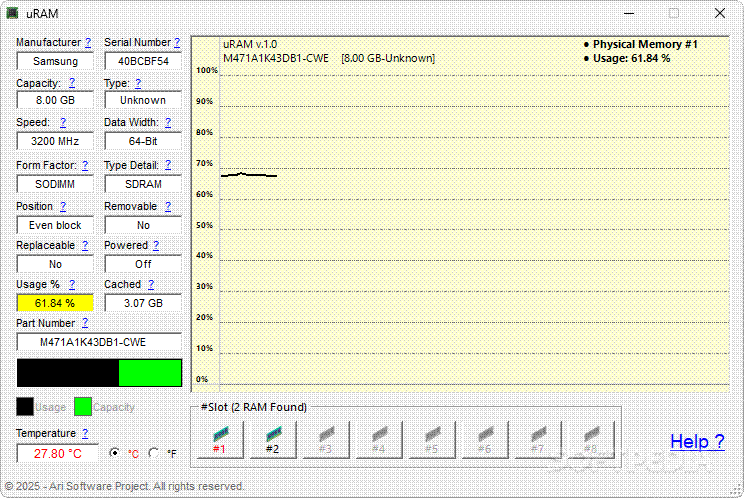 uRAM
Manufacturer ? Serial Number ?
Samsung 40BCBF54
Capacity: ? Type: ?
8.00 GB Unknown
Speed: ? Data Width: ?
3200 MHz 64-Bit
Form Factor: ? Type Detail: ?
SODIMM SDRAM
Position ? Removable ?
Even block No
Replaceable ? Powered ?
No Off
Usage % ? Cached ?
61.84 % 3.07 GB
Part Number ?
M471A1K43DB1-CWE
Usage Capacity
Temperature ?
27.80 °C °C °F
uRAM v.1.0
M471A1K43DB1-CWE [8.00 GB-Unknown]
● Physical Memory #1
● Usage: 61.84 %
100%
90%
80%
70%
60%
50%
40%
30%
20%
10%
0%
#Slot (2 RAM Found)
#1 #2 #3 #4 #5 #6 #7 #8
Help ?
SOFTPEDIA
© 2025 - Ari Software Project. All rights reserved.